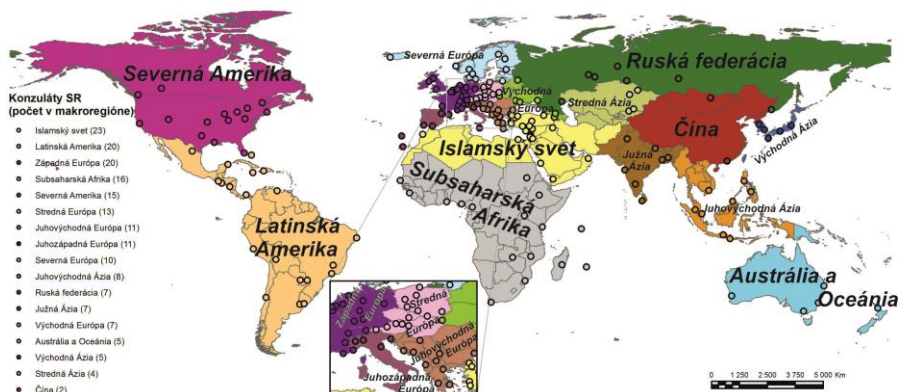 Severná Amerika
Severná Európa
Ruská federácia
Východná
Európa
Stredná Ázia
Čína
Východná Ázia
Islamský svet
Južná
Ázia
Subsaharská
Afrika
Juhovýchodná Ázia
Latinská
Amerika
Austrália a
Oceánia
Konzuláty SR
(počet v makroregióne)
Islamský svet (23)
Latinská Amerika (20)
Západná Európa (20)
Subsaharská Afrika (16)
Severná Amerika (15)
Stredná Európa (13)
Juhovýchodná Európa (11)
Juhozápadná Európa (11)
Severná Európa (10)
Juhovýchodná Ázia (8)
Ruská federácia (7)
Južná Ázia (7)
Východná Európa (7)
Austrália a Oceánia (5)
Východná Ázia (5)
Stredná Ázia (4)
Čína (2)
Západná
Európa
Stredná
Európa
Juhovýchodná
Európa
Juhozápadná
Európa
0 1 250 2 500 5 000 Km